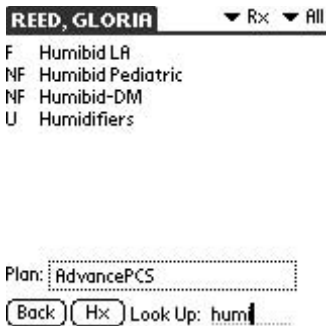 REED, GLORIA Rx All
F Humibid LA
NF Humibid Pediatric
NF Humibid-DM
U Humidifiers
Plan: AdvancePCS
Back Hx Look Up: humi